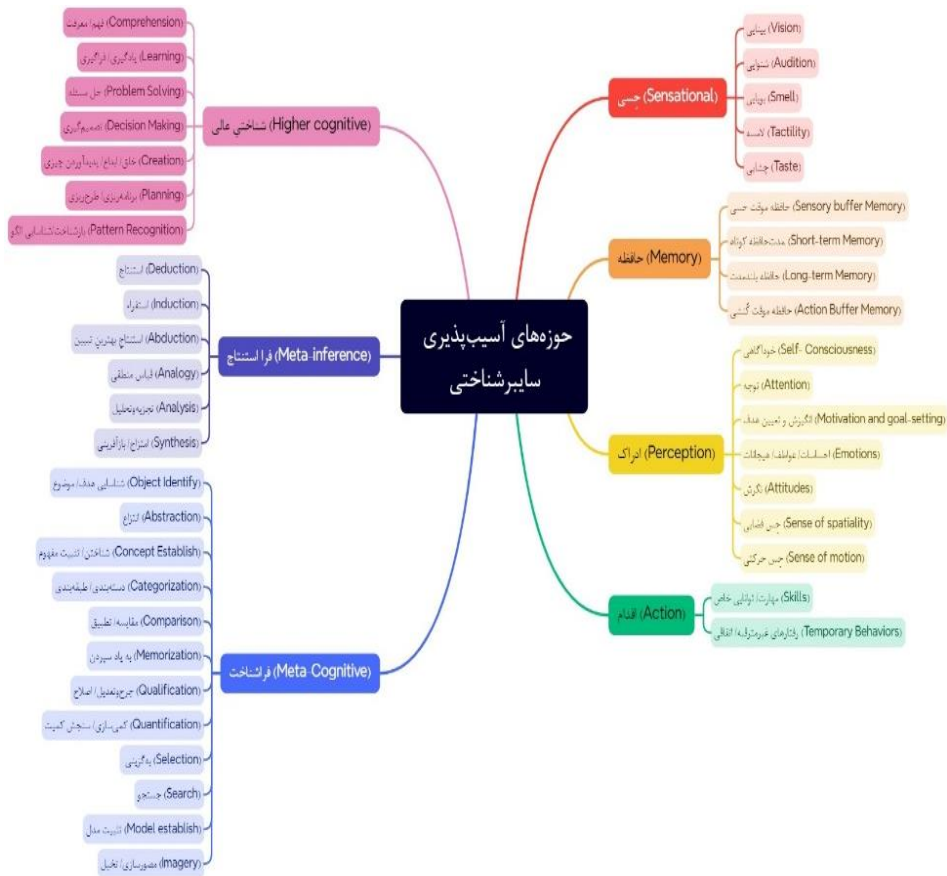 حوزه‌های آسیب‌پذیری
سایبرشناختی
حِسی (Sensational)
بینایی (Vision)
شنوایی (Audition)
بویایی (Smell)
لامسه (Tactility)
چشایی (Taste)
حافظه (Memory)
حافظه موقت حسی (Sensory buffer Memory)
مدت‌حافظه کوتاه (Short-term Memory)
حافظه بلندمدت (Long-term Memory)
حافظه موقت کُنشی (Action Buffer Memory)
ادراک (Perception)
خودآگاهی (Self- Consciousness)
توجه (Attention)
انگیزش و تعیین هدف (Motivation and goal-setting)
احساسات/ عواطف/ هیجانات (Emotions)
نگرش (Attitudes)
حِس فضایی (Sense of spatiality)
حِس حرکتی (Sense of motion)
اقدام (Action)
مهارت/ توانایی خاص (Skills)
رفتارهای غیرمترقبه/ اتفاقی (Temporary Behaviors)
شناختیِ عالی (Higher cognitive)
فهم/ معرفت (Comprehension)
یادگیری/ فراگیری (Learning)
حل مسئله (Problem Solving)
تصمیم‌گیری (Decision Making)
خلق/ ابداع/ پدیدآوردن چیزی (Creation)
برنامه‌ریزی/ طرح‌ریزی (Planning)
بازشناخت/شناسایی الگو (Pattern Recognition)
فرا استنتاج (Meta-inference)
استنتاج (Deduction)
استقراء (Induction)
استنتاج بهترین تبیین (Abduction)
قیاس منطقی (Analogy)
تجزیه‌وتحلیل (Analysis)
امتزاج/ بازآفرینی (Synthesis)
فراشناخت (Meta-Cognitive)
شناسایی هدف/ موضوع (Object Identify)
انتزاع (Abstraction)
شناختن/ تثبیت مفهوم (Concept Establish)
دسته‌بندی/ طبقه‌بندی (Categorization)
مقایسه/ تطبیق (Comparison)
به یاد سپردن (Memorization)
جرح‌وتعدیل/ اصلاح (Qualification)
کمی‌سازی/ سنجش کمیت (Quantification)
به‌گزینی (Selection)
جستجو (Search)
تثبیت مدل (Model establish)
مصورسازی/ تخیل (Imagery)